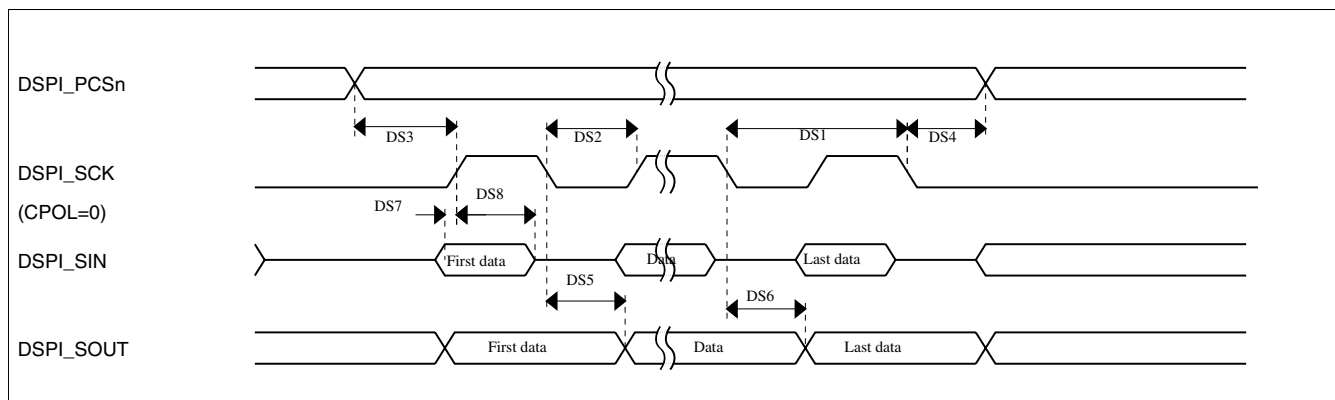 DSPI_PCSn
DS3
DS2
DS1
DS4
DSPI_SCK
(CPOL=0)
DS7
DS8
DSPI_SIN
First data
Data
Last data
DS5
DS6
DSPI_SOUT
First data
Data
Last data